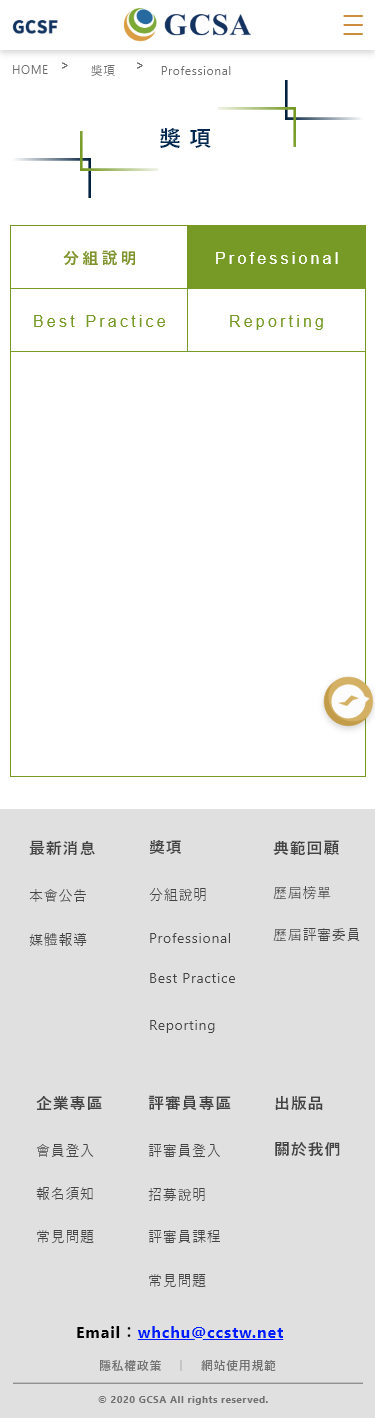 GCSF GCSA
HOME > 獎項 > Professional
獎項
分組說明 Professional
Best Practice Reporting
最新消息 獎項 典範回顧
本會公告 分組說明 歷屆榜單
媒體報導 Professional 歷屆評審委員
Best Practice
Reporting
企業專區 評審員專區 出版品
會員登入 評審員登入 關於我們
報名須知 招募說明
常見問題 評審員課程
常見問題
Email：whchu@ccstw.net
隱私權政策 | 網站使用規範
© 2020 GCSA All rights reserved.